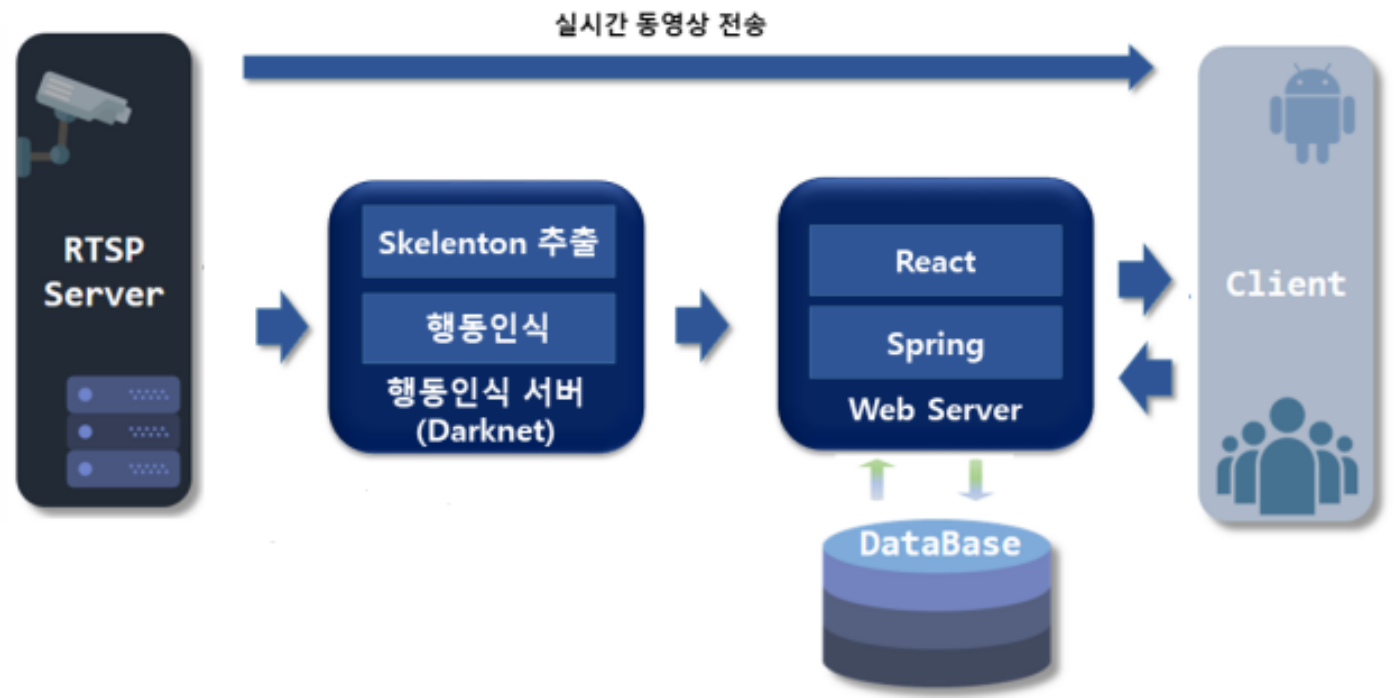 실시간 동영상 전송
RTSP
Server
Skelenton 추출
행동인식
행동인식 서버
(Darknet)
React
Spring
Web Server
Client
DataBase